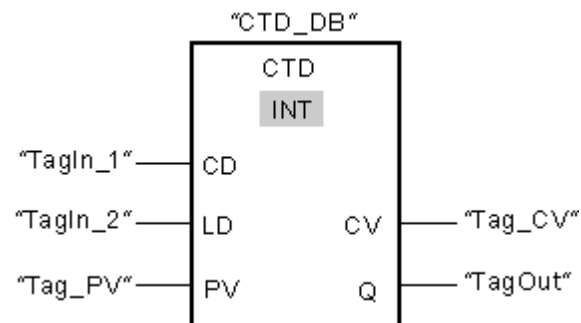 “CTD_DB“
CTD
INT
“TagIn_1“ CD
“TagIn_2“ LD CV “Tag_CV“
“Tag_PV“ PV Q “TagOut“